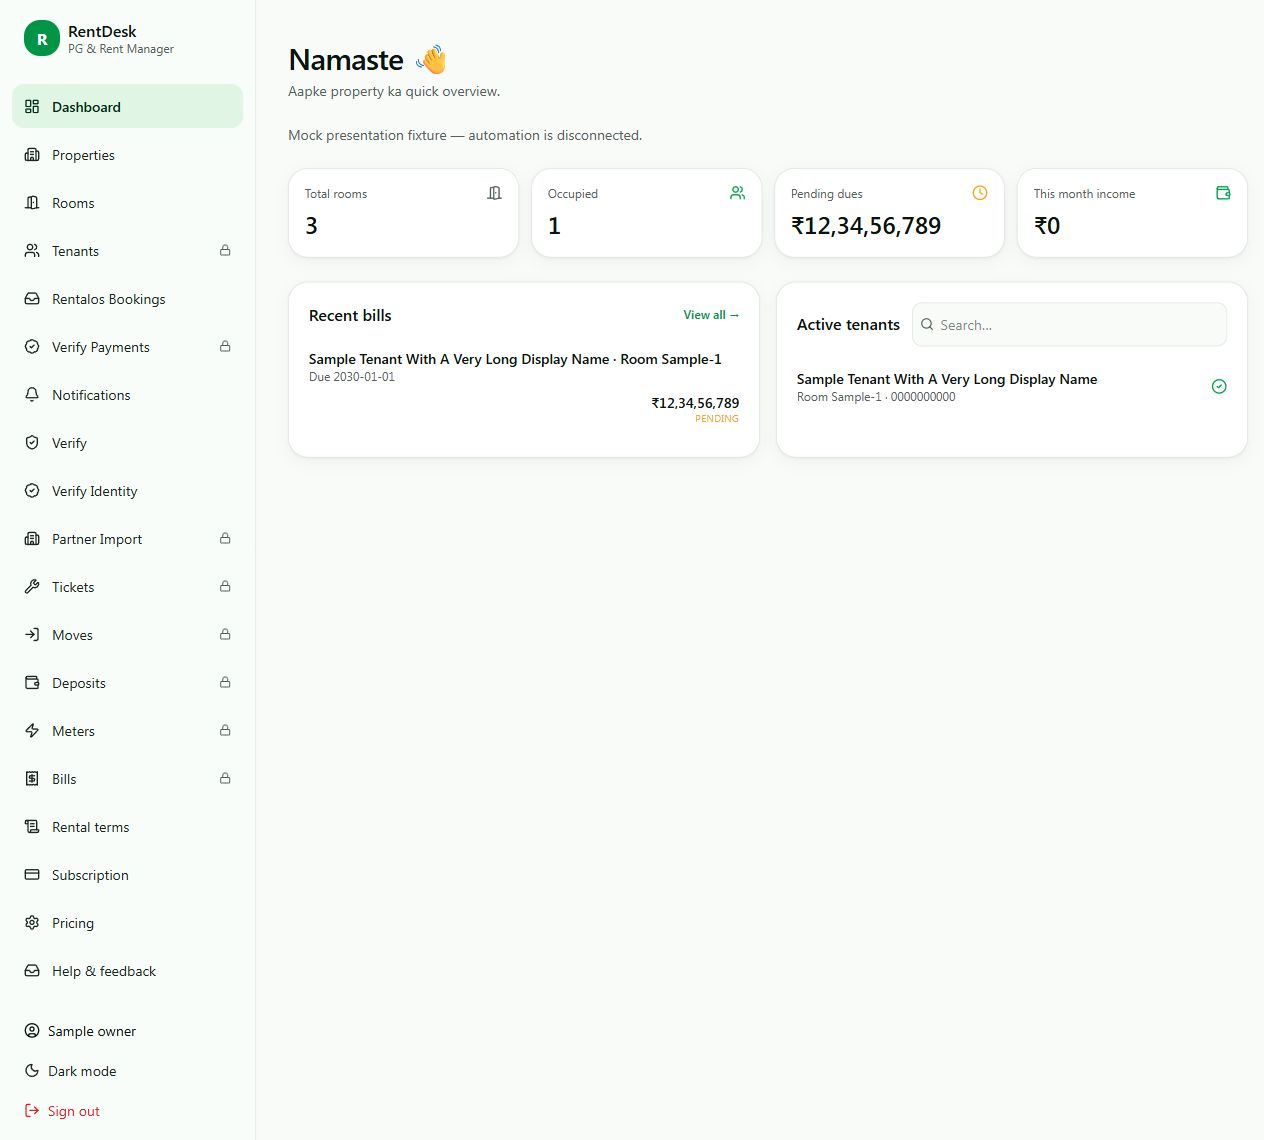 R
RentDesk
PG & Rent Manager
Dashboard
Properties
Rooms
Tenants
Rentalos Bookings
Verify Payments
Notifications
Verify
Verify Identity
Partner Import
Tickets
Moves
Deposits
Meters
Bills
Rental terms
Subscription
Pricing
Help & feedback
Sample owner
Dark mode
Sign out
Namaste 👋
Aapke property ka quick overview.
Mock presentation fixture — automation is disconnected.
Total rooms
3
Occupied
1
Pending dues
₹12,34,56,789
This month income
₹0
Recent bills
View all →
Sample Tenant With A Very Long Display Name · Room Sample-1
Due 2030-01-01
₹12,34,56,789
PENDING
Active tenants
Search...
Sample Tenant With A Very Long Display Name
Room Sample-1 · 0000000000